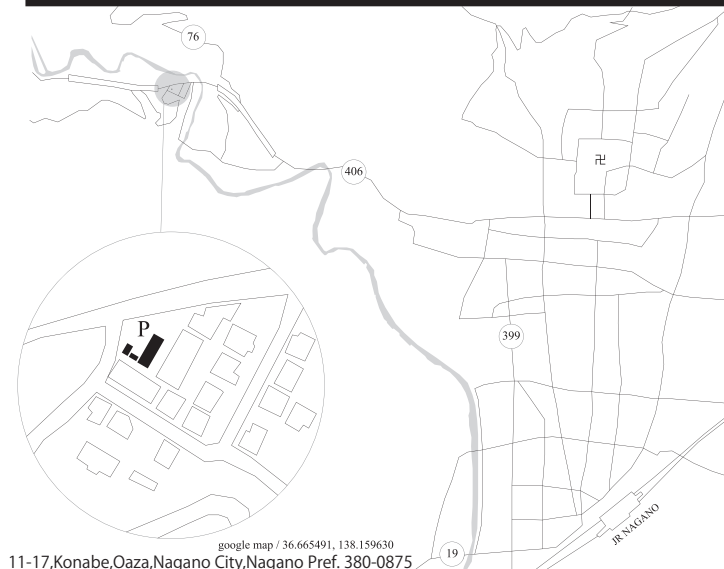 76
卍
406
P
399
JR NAGANO
google map / 36.665491, 138.159630
19
11-17,Konabe,Oaza,Nagano City,Nagano Pref. 380-0875